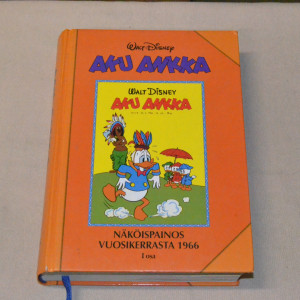 WALT DISNEY
AKU ANKKA
WALT DISNEY
AKU ANKKA
NÄKÖISPAINOS
VUOSIKERRASTA 1966
I OSA